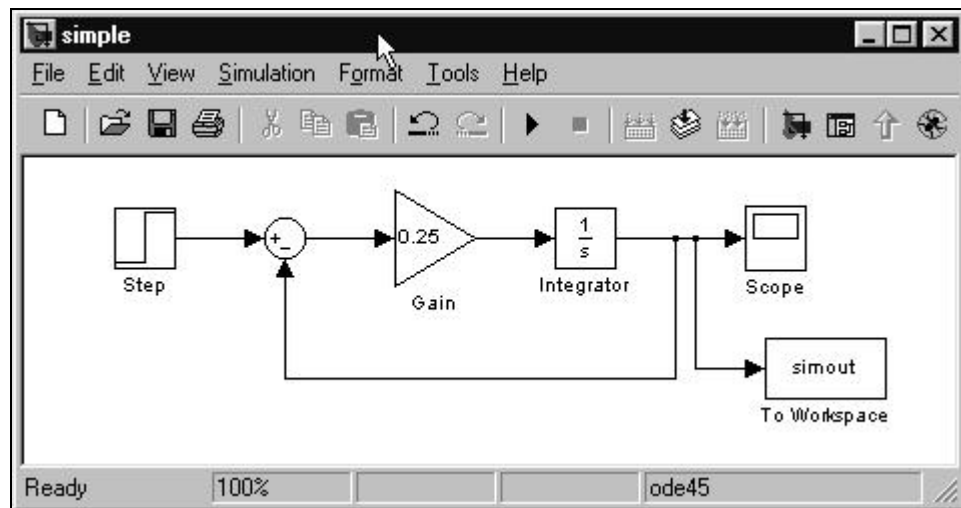 simple
File Edit View Simulation Format Tools Help
+
-
0.25
1
s
Step
Gain
Integrator
Scope
simout
To Workspace
Ready 100% ode45